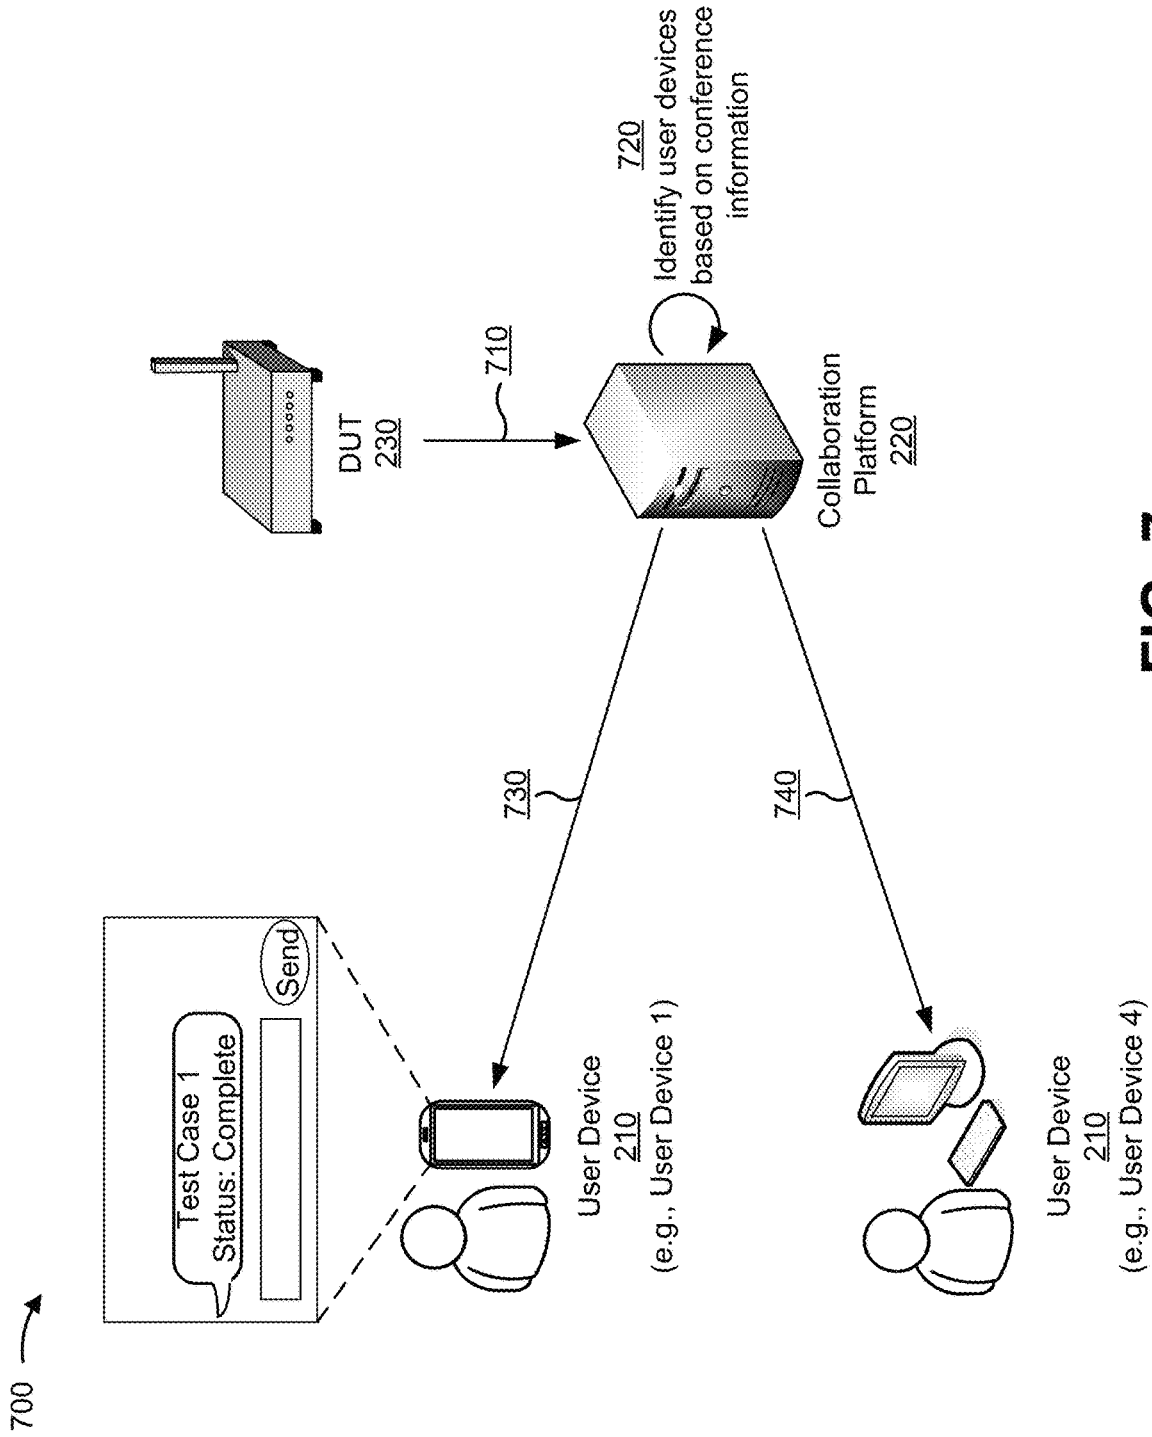 700
Test Case 1
Status: Complete
Send
User Device
210
(e.g., User Device 1)
730
DUT
230
710
720
Identify user devices
based on conference
information
Collaboration
Platform
220
740
User Device
210
(e.g., User Device 4)
FIG. 7